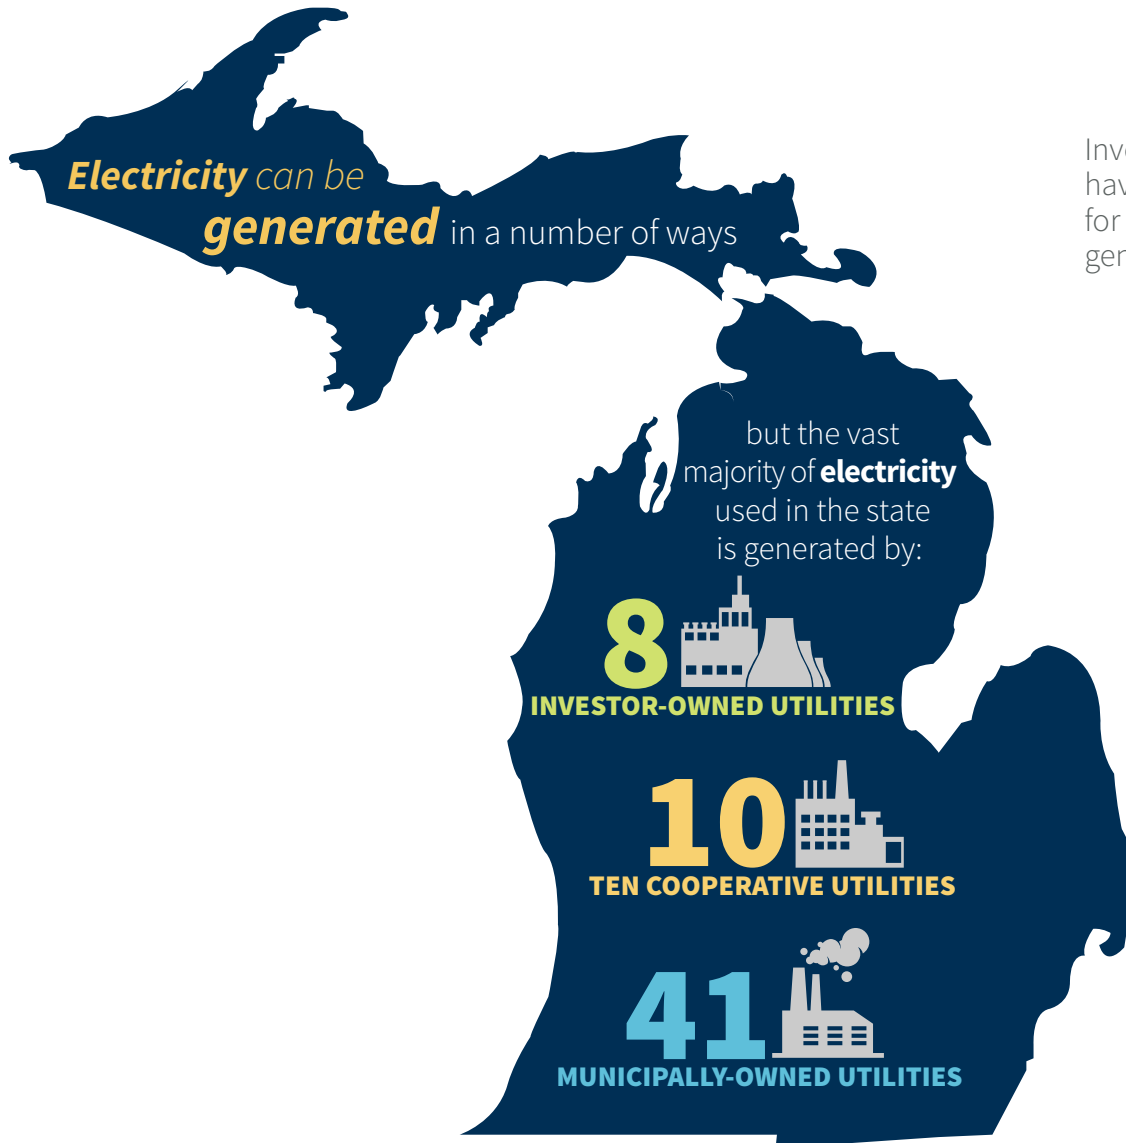 Electricity can be
generated in a number of ways
but the vast
majority of electricity
used in the state
is generated by:
8
INVESTOR-OWNED UTILITIES
10
TEN COOPERATIVE UTILITIES
41
MUNICIPALLY-OWNED UTILITIES
for